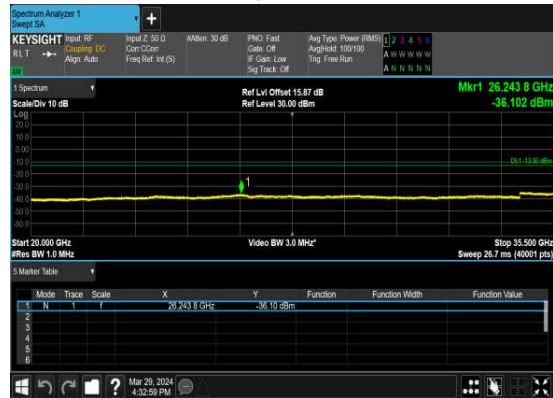 Spectrum Analyzer 1
Swept SA
+
KEYSIGHT Input: RF Input Z: 50 Ω #Atten: 30 dB PNO: Fast Avg Type: Power (RMS) 1 2 3 4 5 6
RLT Coupling: DC Corr CCorr Gate: Off Avg|Hold: 100/100 A W W W W W
Align: Auto Freq Ref: Int (S) IF Gain: Low Trig: Free Run
Sig Track: Off A N N N N N
1 Spectrum Ref Lvl Offset 15.87 dB Mkr1 26.243 8 GHz
Scale/Div 10 dB Ref Level 30.00 dBm -36.102 dBm
Log
20.0
10.0
0.00
-10.0
-20.0
-30.0
-40.0
-50.0
-60.0
1
Start 20.000 GHz Video BW 3.0 MHz* Stop 35.500 GHz
#Res BW 1.0 MHz Sweep 26.7 ms (40001 pts)
5 Marker Table
Mode Trace Scale X Y Function Function Width Function Value
1 N 1 f 26.243 8 GHz -36.10 dBm
2
3
4
5
6
?
Mar 29, 2024
4:32:59 PM